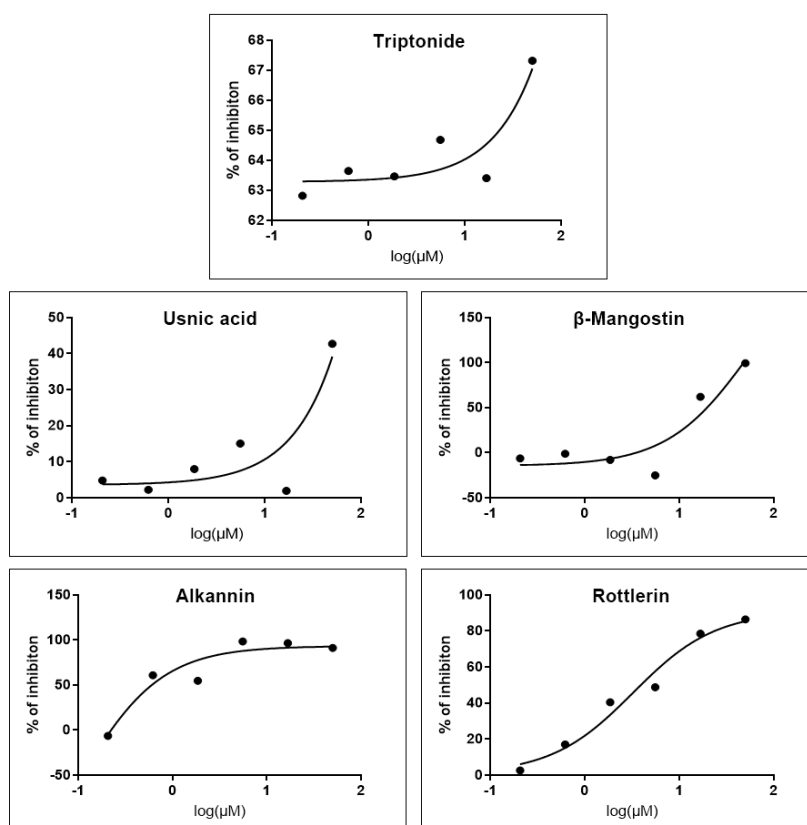 Triptonide
% of inhibiton
68
67
66
65
64
63
62
-1 0 1 2
log(µM)
Usnic acid
% of inhibiton
50
40
30
20
10
0
-1 0 1 2
log(µM)
β-Mangostin
% of inhibiton
150
100
50
0
-50
-1 0 1 2
log(µM)
Alkannin
% of inhibiton
150
100
50
0
-50
-1 0 1 2
log(µM)
Rottlerin
% of inhibiton
100
80
60
40
20
0
-1 0 1 2
log(µM)